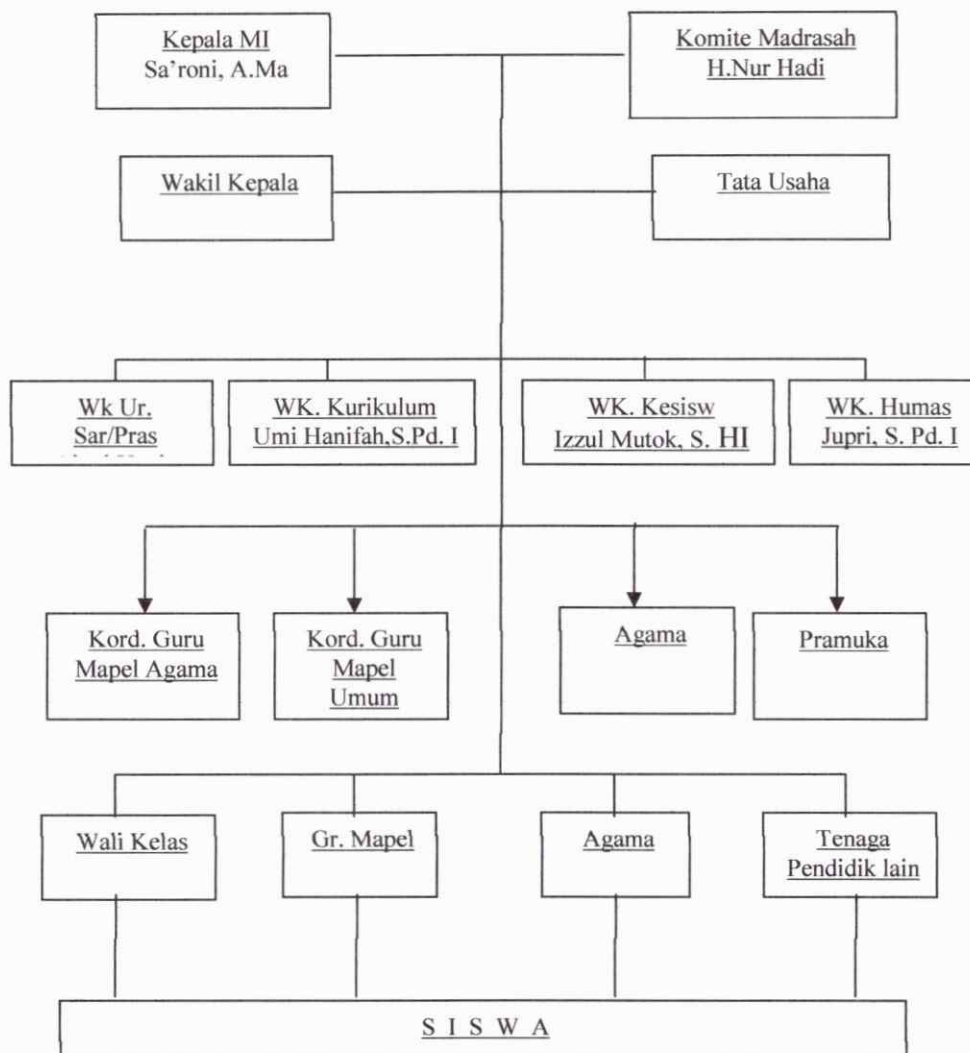 Kepala MI
Sa'roni, A.Ma
Komite Madrasah
H.Nur Hadi
Wakil Kepala
Tata Usaha
Wk Ur.
Sar/Pras
WK. Kurikulum
Umi Hanifah,S.Pd. I
WK. Kesisw
Izzul Mutok, S. HI
WK. Humas
Jupri, S. Pd. I
Kord. Guru
Mapel Agama
Kord. Guru
Mapel
Umum
Agama
Pramuka
Wali Kelas
Gr. Mapel
Agama
Tenaga
Pendidik lain
S I S W A